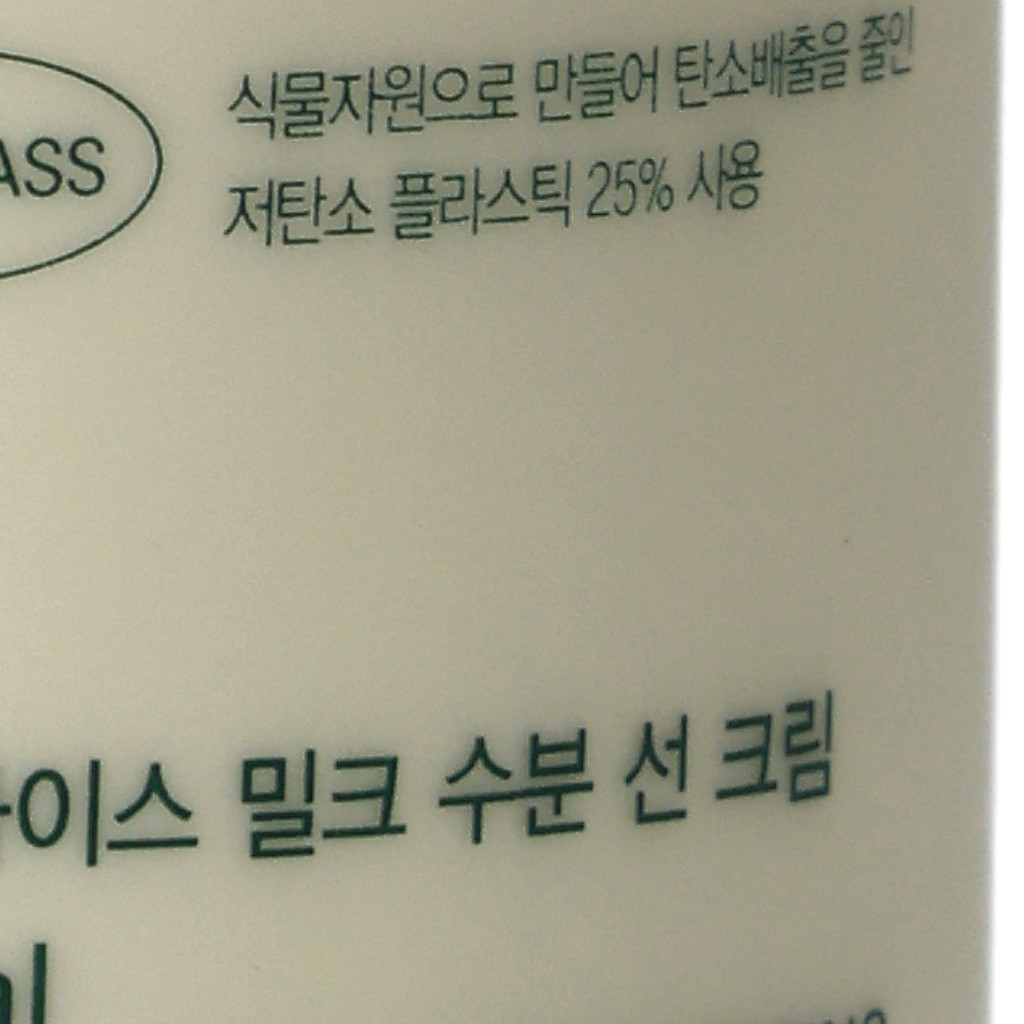 식물자원으로 만들어 탄소배출을 줄인
저탄소 플라스틱 25% 사용
이스 밀크 수분 선 크림